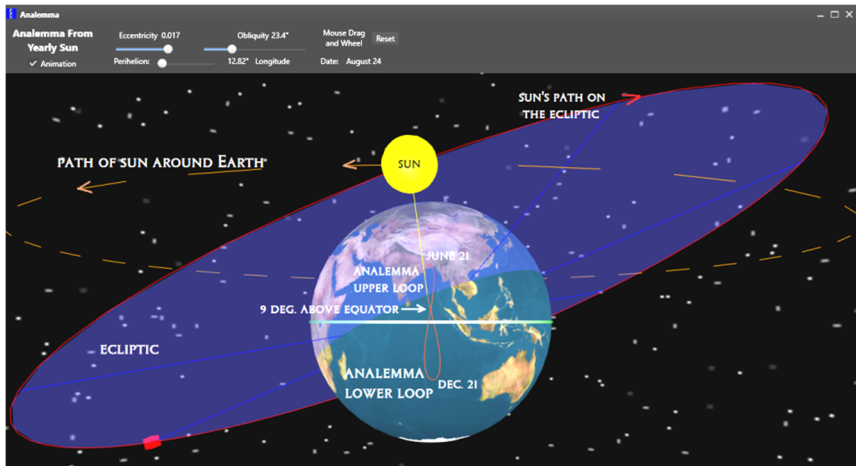 Analemma
Analemma From
Yearly Sun
✓ Animation
Eccentricity 0.017
Obliquity 23.4°
Mouse Drag
and Wheel
Reset
Perihelion:
12.82° Longitude
Date: August 24
SUN'S PATH ON
THE ECLIPTIC
PATH OF SUN AROUND EARTH
SUN
JUNE 21
ANALEMMA
UPPER LOOP
9 DEG. ABOVE EQUATOR
ECLIPTIC
ANALEMMA
LOWER LOOP
DEC. 21